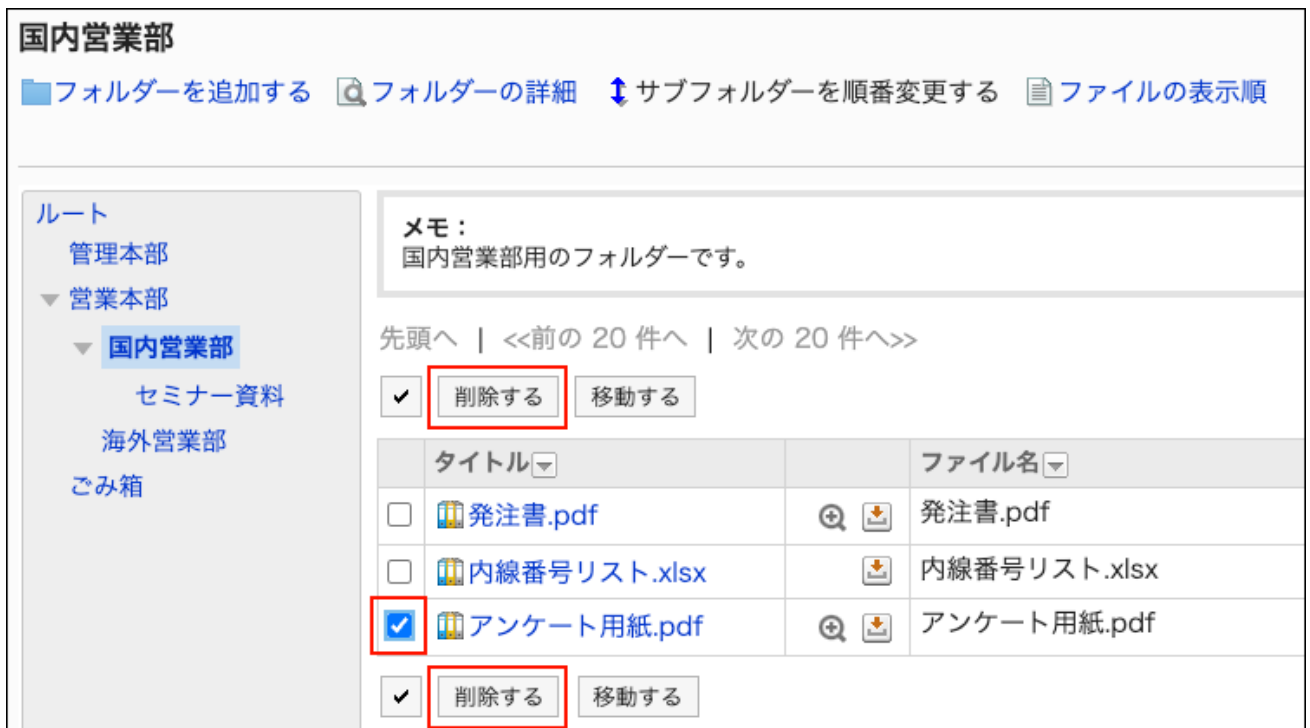 国内営業部
フォルダーを追加する フォルダーの詳細 サブフォルダーを順番変更する ファイルの表示順
ルート
管理本部
営業本部
国内営業部
セミナー資料
海外営業部
ごみ箱
メモ：
国内営業部用のフォルダーです。
先頭へ | <<前の 20 件へ | 次の 20 件へ>>
削除する 移動する
タイトル ファイル名
発注書.pdf 発注書.pdf
内線番号リスト.xlsx 内線番号リスト.xlsx
アンケート用紙.pdf アンケート用紙.pdf
削除する 移動する